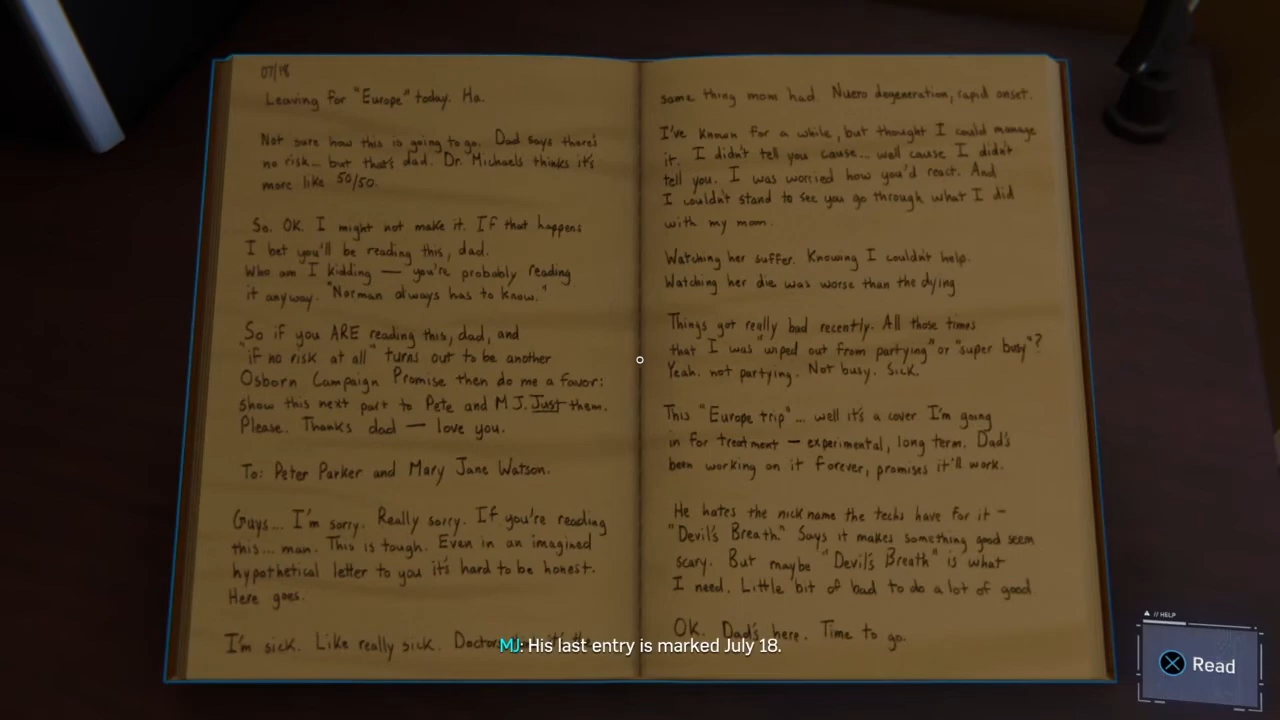 07/18
Leaving for "Europe" today. Ha.
Not sure how this is going to go. Dad says there's
no risk... but that's dad. Dr. Michaels thinks it's
more like 50/50.
So. OK. I might not make it. If that happens
I bet you'll be reading this, dad.
Who am I kidding — you're probably reading
it anyway. "Norman always has to know."
So if you ARE reading this, dad, and
"if no risk at all" turns out to be another
Osborn Campaign Promise then do me a favor:
show this next part to Pete and MJ. Just them.
Please. Thanks dad — love you.
To: Peter Parker and Mary Jane Watson.
Guys... I'm sorry. Really sorry. If you're reading
this... man. This is tough. Even in an imagined
hypothetical letter to you it's hard to be honest.
Here goes.
I'm sick. Like really sick. Doctor
same thing mom had. Nuero degeneration, rapid onset.
I've known for a while, but thought I could manage
it. I didn't tell you cause... well cause I didn't
tell you. I was worried how you'd react. And
I couldn't stand to see you go through what I did
with my mom.
Watching her suffer. Knowing I couldn't help.
Watching her die was worse than the dying
Things got really bad recently. All those times
that I was "wiped out from partying" or "super busy"?
Yeah. not partying. Not busy. Sick.
This "Europe trip"... well it's a cover I'm going
in for treatment — experimental, long term. Dad's
been working on it forever, promises it'll work.
He hates the nickname the techs have for it —
"Devil's Breath." Says it makes something good seem
scary. But maybe "Devil's Breath" is what
I need. Little bit of bad to do a lot of good
OK. Dad's here. Time to go.
MJ: His last entry is marked July 18.
// HELP
Read